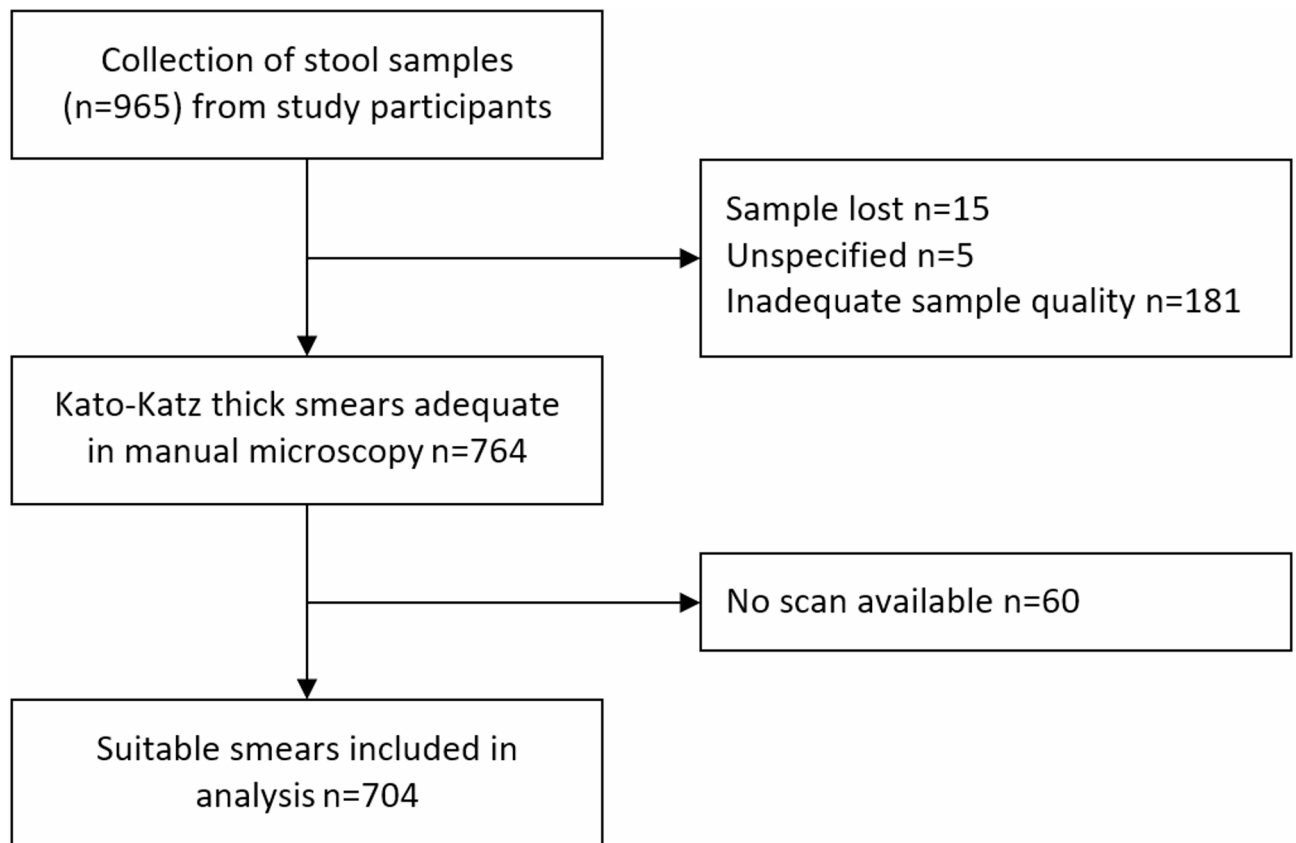 Collection of stool samples
(n=965) from study participants
Sample lost n=15
Unspecified n=5
Inadequate sample quality n=181
Kato-Katz thick smears adequate
in manual microscopy n=764
No scan available n=60
Suitable smears included in
analysis n=704